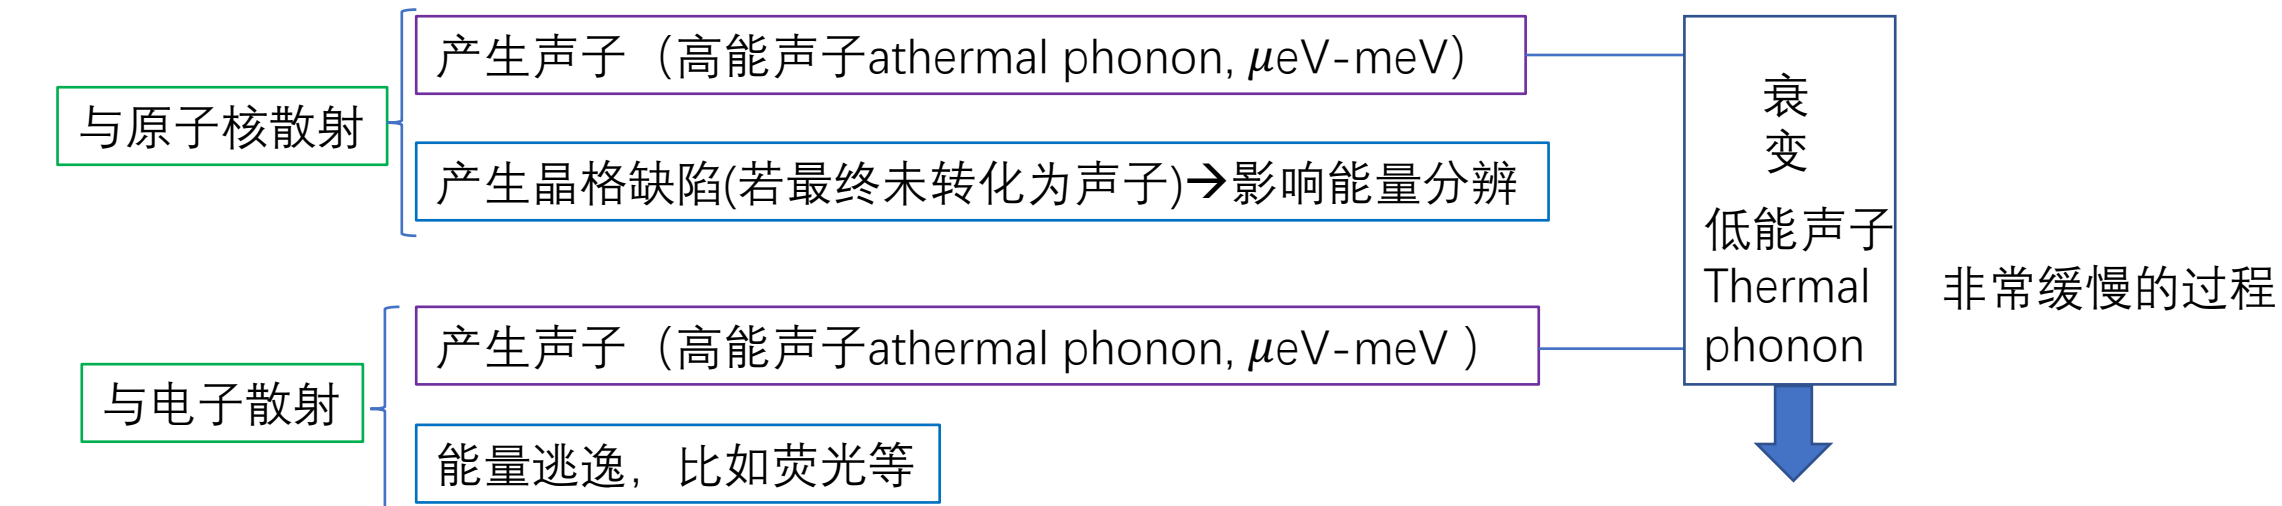 产生声子（高能声子athermal phonon, μeV-meV）
与原子核散射
产生晶格缺陷(若最终未转化为声子)→影响能量分辨
产生声子（高能声子athermal phonon, μeV-meV ）
与电子散射
能量逃逸，比如荧光等
衰
变
低能声子
Thermal
phonon
非常缓慢的过程